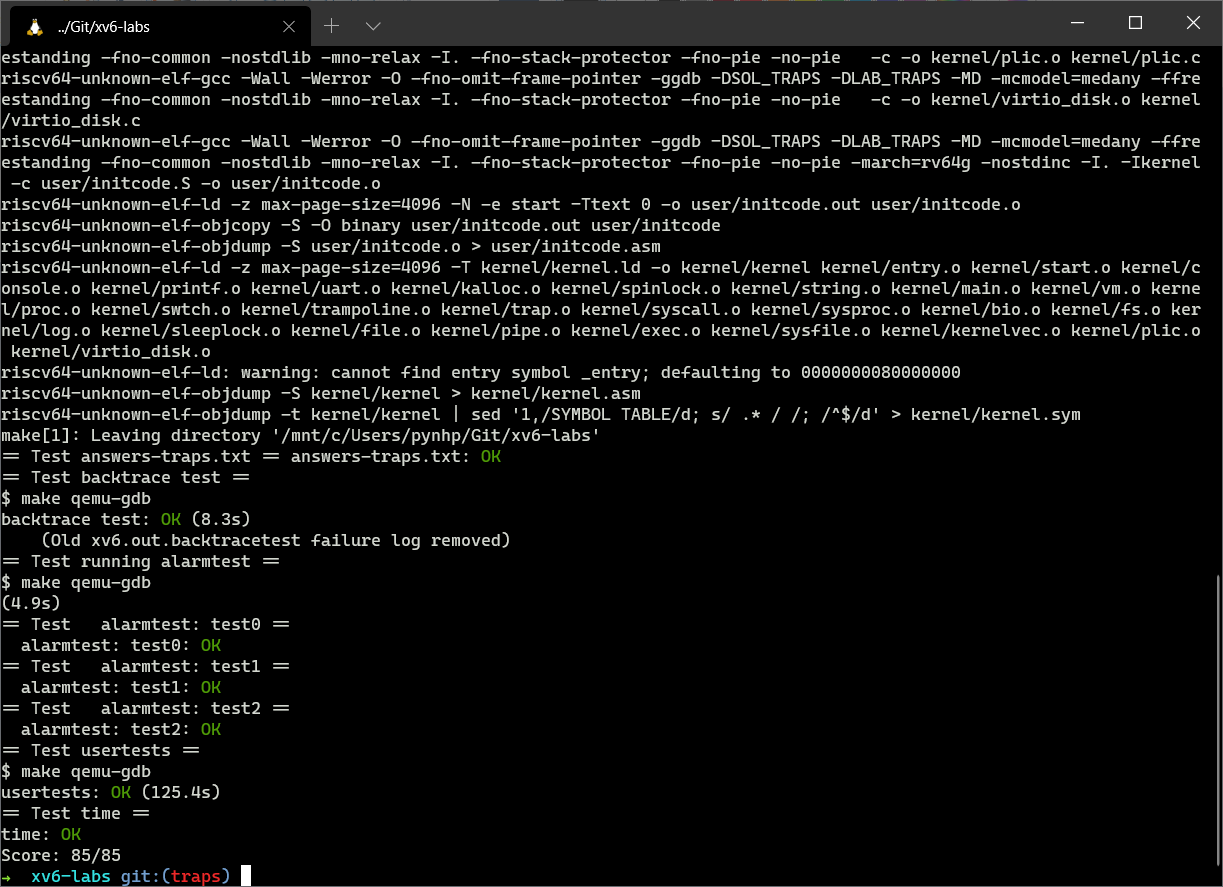 ../Git/xv6-labs
estanding -fno-common -nostdlib -mno-relax -I. -fno-stack-protector -fno-pie -no-pie   -c -o kernel/plic.o kernel/plic.c
riscv64-unknown-elf-gcc -Wall -Werror -O -fno-omit-frame-pointer -ggdb -DSOL_TRAPS -DLAB_TRAPS -MD -mcmodel=medany -ffre
estanding -fno-common -nostdlib -mno-relax -I. -fno-stack-protector -fno-pie -no-pie   -c -o kernel/virtio_disk.o kernel
/virtio_disk.c
riscv64-unknown-elf-gcc -Wall -Werror -O -fno-omit-frame-pointer -ggdb -DSOL_TRAPS -DLAB_TRAPS -MD -mcmodel=medany -ffre
estanding -fno-common -nostdlib -mno-relax -I. -fno-stack-protector -fno-pie -no-pie -march=rv64g -nostdinc -I. -Ikernel
 -c user/initcode.S -o user/initcode.o
riscv64-unknown-elf-ld -z max-page-size=4096 -N -e start -Ttext 0 -o user/initcode.out user/initcode.o
riscv64-unknown-elf-objcopy -S -O binary user/initcode.out user/initcode
riscv64-unknown-elf-objdump -S user/initcode.o > user/initcode.asm
riscv64-unknown-elf-ld -z max-page-size=4096 -T kernel/kernel.ld -o kernel/kernel kernel/entry.o kernel/start.o kernel/c
onsole.o kernel/printf.o kernel/uart.o kernel/kalloc.o kernel/spinlock.o kernel/string.o kernel/main.o kernel/vm.o kerne
l/proc.o kernel/swtch.o kernel/trampoline.o kernel/trap.o kernel/syscall.o kernel/sysproc.o kernel/bio.o kernel/fs.o ker
nel/log.o kernel/sleeplock.o kernel/file.o kernel/pipe.o kernel/exec.o kernel/sysfile.o kernel/kernelvec.o kernel/plic.o
 kernel/virtio_disk.o
riscv64-unknown-elf-ld: warning: cannot find entry symbol _entry; defaulting to 0000000080000000
riscv64-unknown-elf-objdump -S kernel/kernel > kernel/kernel.asm
riscv64-unknown-elf-objdump -t kernel/kernel | sed '1,/SYMBOL TABLE/d; s/ .* / /; /^$/d' > kernel/kernel.sym
make[1]: Leaving directory '/mnt/c/Users/pynhp/Git/xv6-labs'
== Test answers-traps.txt == answers-traps.txt: OK
== Test backtrace test ==
$ make qemu-gdb
backtrace test: OK (8.3s)
    (Old xv6.out.backtracetest failure log removed)
== Test running alarmtest ==
$ make qemu-gdb
(4.9s)
== Test   alarmtest: test0 ==
  alarmtest: test0: OK
== Test   alarmtest: test1 ==
  alarmtest: test1: OK
== Test   alarmtest: test2 ==
  alarmtest: test2: OK
== Test usertests ==
$ make qemu-gdb
usertests: OK (125.4s)
== Test time ==
time: OK
Score: 85/85
→  xv6-labs git:(traps)